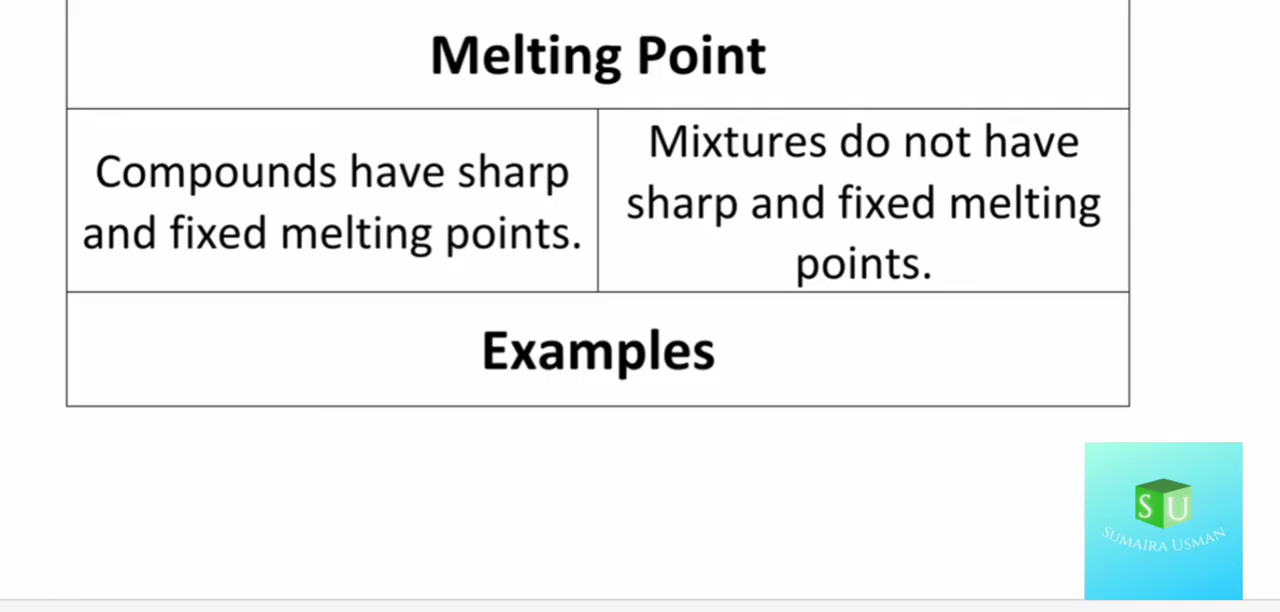 Melting Point
Compounds have sharp
and fixed melting points.
Mixtures do not have
sharp and fixed melting
points.
Examples
S U
SUMAIRA USMAN